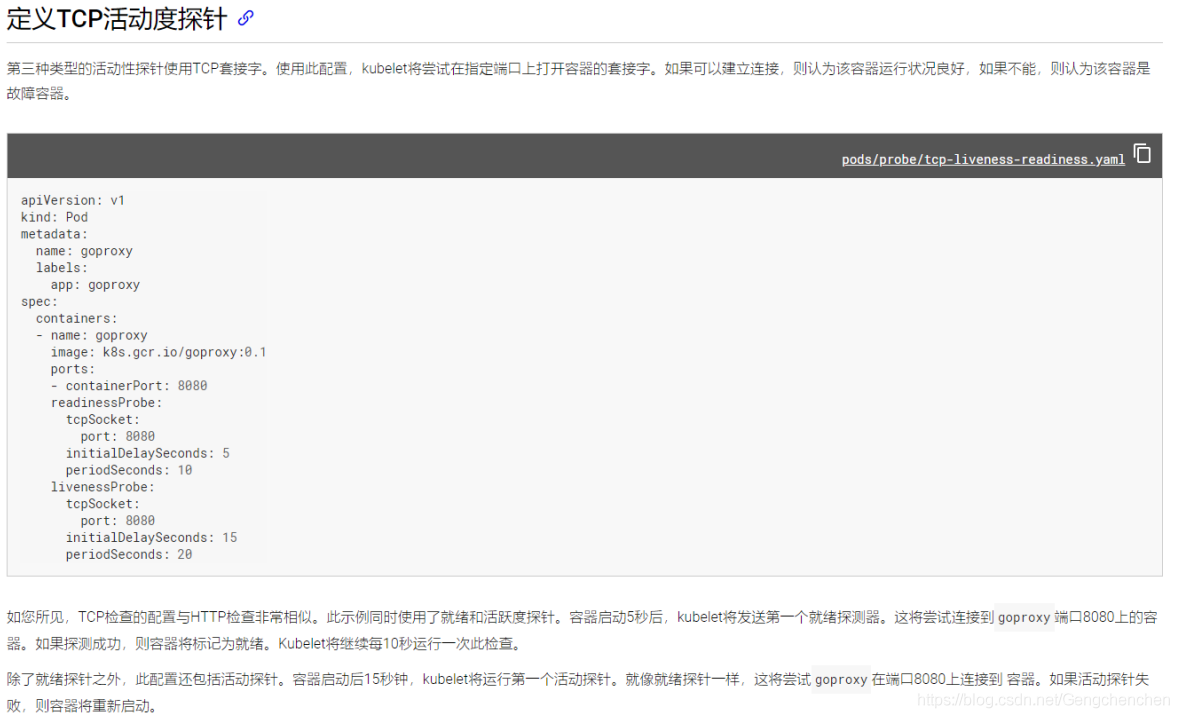 定义TCP活动度探针
第三种类型的活动性探针使用TCP套接字。使用此配置，kubelet将尝试在指定端口上打开容器的套接字。如果可以建立连接，则认为该容器运行状况良好，如果不能，则认为该容器是
故障容器。
pods/probe/tcp-liveness-readiness.yaml
apiVersion: v1
kind: Pod
metadata:
  name: goproxy
  labels:
    app: goproxy
spec:
  containers:
  - name: goproxy
    image: k8s.gcr.io/goproxy:0.1
    ports:
    - containerPort: 8080
    readinessProbe:
      tcpSocket:
        port: 8080
      initialDelaySeconds: 5
      periodSeconds: 10
    livenessProbe:
      tcpSocket:
        port: 8080
      initialDelaySeconds: 15
      periodSeconds: 20
如您所见，TCP检查的配置与HTTP检查非常相似。此示例同时使用了就绪和活跃度探针。容器启动5秒后，kubelet将发送第一个就绪探测器。这将尝试连接到 goproxy 端口8080上的容
器。如果探测成功，则容器将标记为就绪。Kubelet将继续每10秒运行一次此检查。
除了就绪探针之外，此配置还包括活动探针。容器启动后15秒钟，kubelet将运行第一个活动探针。就像就绪探针一样，这将尝试 goproxy 在端口8080上连接到 容器。如果活动探针失
败，则容器将重新启动。
https://blog.csdn.net/Gengchenchen